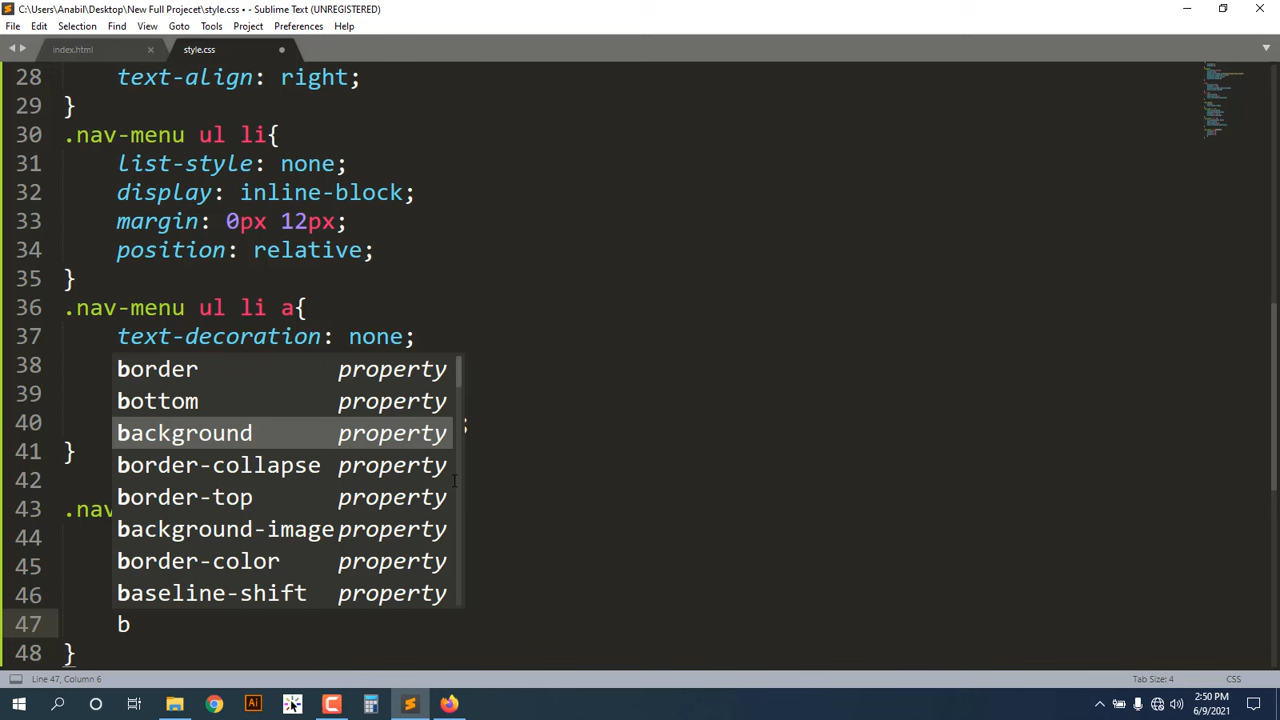 C:\Users\Anabil\Desktop\New Full Projecet\style.css • - Sublime Text (UNREGISTERED)
File Edit Selection Find View Goto Tools Project Preferences Help
index.html style.css
28 text-align: right;
29 }
30 .nav-menu ul li{
31 list-style: none;
32 display: inline-block;
33 margin: 0px 12px;
34 position: relative;
35 }
36 .nav-menu ul li a{
37 text-decoration: none;
38 border property
39 bottom property
40 background property ;
41 } border-collapse property
42 border-top property
43 .nav background-image property
44 border-color property
45 baseline-shift property
46
47 b
48 }
Line 47, Column 6 Tab Size: 4 CSS
2:50 PM
6/9/2021